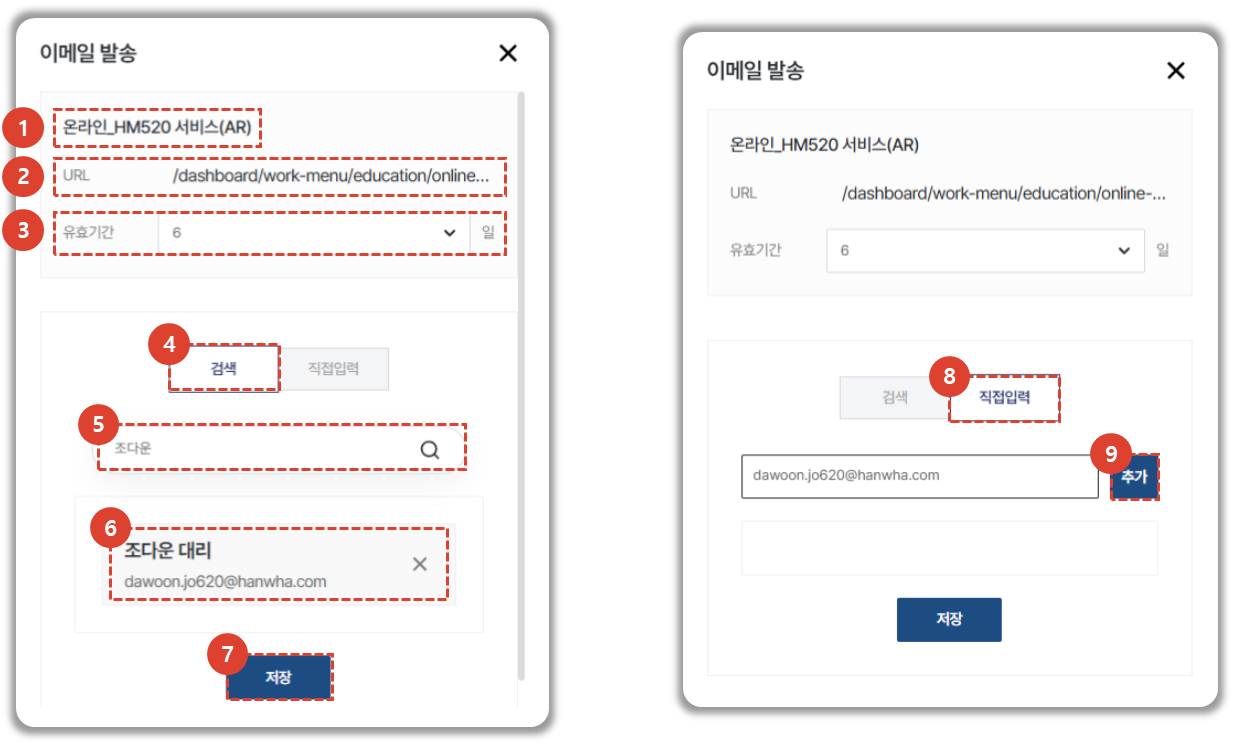 이메일 발송
1 온라인_HM520 서비스(AR)
2 URL /dashboard/work-menu/education/online...
3 유효기간 6 일
4 검색 직접입력
5 조다운
6 조다운 대리
dawoon.jo620@hanwha.com
7 저장
이메일 발송
온라인_HM520 서비스(AR)
URL /dashboard/work-menu/education/online-...
유효기간 6 일
검색 8 직접입력
dawoon.jo620@hanwha.com 9 추가
저장